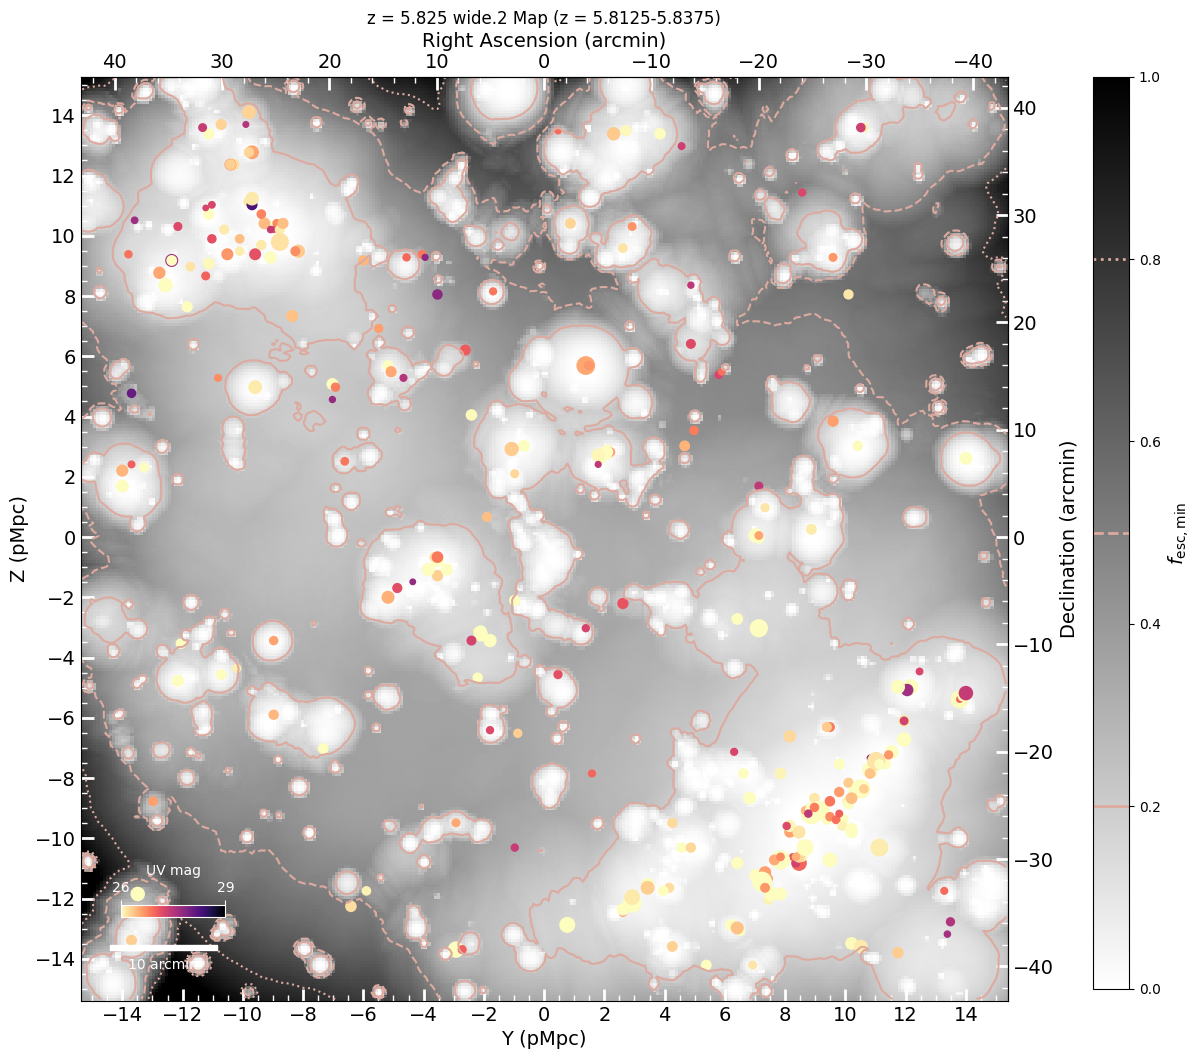 z = 5.825 wide.2 Map (z = 5.8125-5.8375)
Right Ascension (arcmin)
40 30 20 10 0 −10 −20 −30 −40
14 12 10 8 6 4 2 0 −2 −4 −6 −8 −10 −12 −14
Z (pMpc)
40 30 20 10 0 −10 −20 −30 −40
Declination (arcmin)
UV mag
26 29
10 arcmin
−14 −12 −10 −8 −6 −4 −2 0 2 4 6 8 10 12 14
Y (pMpc)
1.0 0.8 0.6 0.4 0.2 0.0
fesc,min